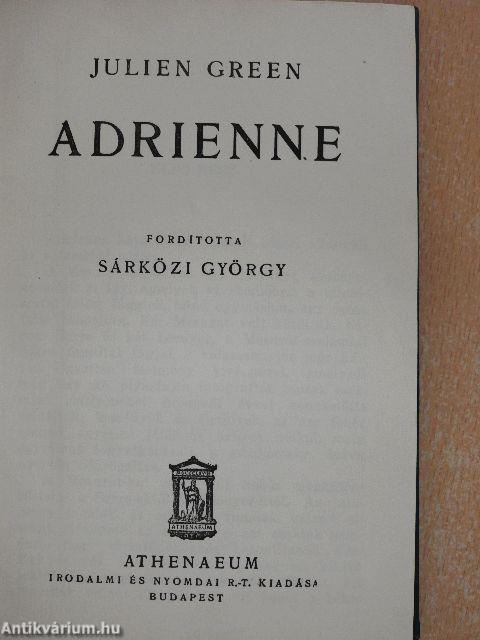 JULIEN GREEN
ADRIENNE
FORDÍTOTTA
SÁRKÖZI GYÖRGY
ATHENAEUM
ATHENAEUM
IRODALMI ÉS NYOMDAI R.-T. KIADÁSA
BUDAPEST
Antikvárium.hu